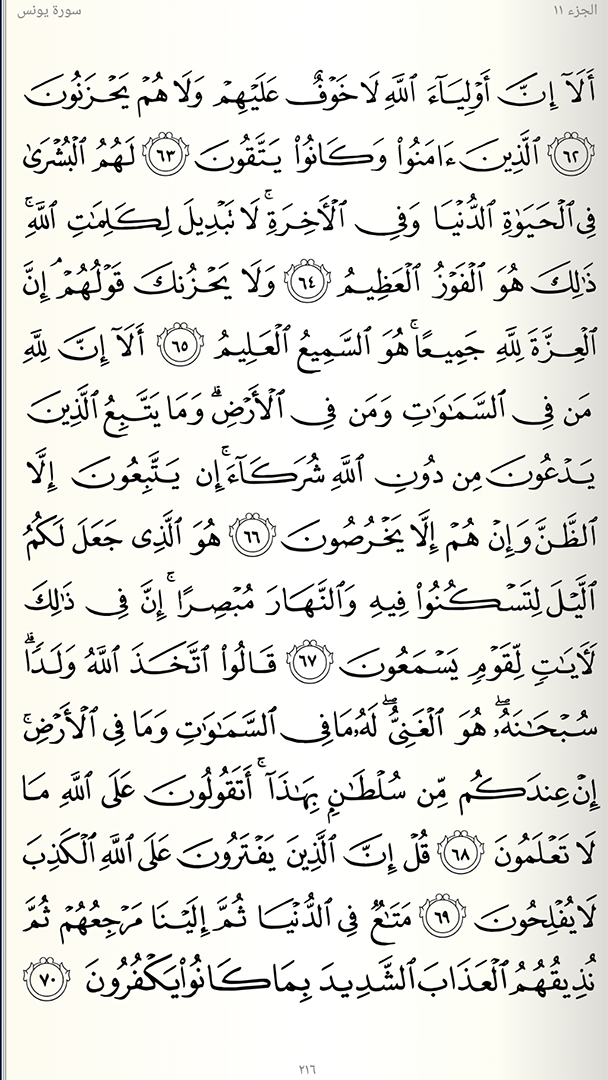 الجزء ١١
سورة يونس
أَلَآ إِنَّ أَوْلِيَآءَ ٱللَّهِ لَا خَوْفٌ عَلَيْهِمْ وَلَا هُمْ يَحْزَنُونَ
٦٢ ٱلَّذِينَ ءَامَنُوا۟ وَكَانُوا۟ يَتَّقُونَ ٦٣ لَهُمُ ٱلْبُشْرَىٰ
فِى ٱلْحَيَوٰةِ ٱلدُّنْيَا وَفِى ٱلْأَخِرَةِ ۚ لَا تَبْدِيلَ لِكَلِمَٰتِ ٱللَّهِ ۚ
ذَٰلِكَ هُوَ ٱلْفَوْزُ ٱلْعَظِيمُ ٦٤ وَلَا يَحْزُنكَ قَوْلُهُمْ ۘ إِنَّ
ٱلْعِزَّةَ لِلَّهِ جَمِيعًا ۚ هُوَ ٱلسَّمِيعُ ٱلْعَلِيمُ ٦٥ أَلَآ إِنَّ لِلَّهِ
مَن فِى ٱلسَّمَٰوَٰتِ وَمَن فِى ٱلْأَرْضِ ۗ وَمَا يَتَّبِعُ ٱلَّذِينَ
يَدْعُونَ مِن دُونِ ٱللَّهِ شُرَكَآءَ ۚ إِن يَتَّبِعُونَ إِلَّا
ٱلظَّنَّ وَإِنْ هُمْ إِلَّا يَخْرُصُونَ ٦٦ هُوَ ٱلَّذِى جَعَلَ لَكُمُ
ٱلَّيْلَ لِتَسْكُنُوا۟ فِيهِ وَٱلنَّهَارَ مُبْصِرًا ۚ إِنَّ فِى ذَٰلِكَ
لَأَيَٰتٍ لِّقَوْمٍ يَسْمَعُونَ ٦٧ قَالُوا۟ ٱتَّخَذَ ٱللَّهُ وَلَدًا ۗ
سُبْحَٰنَهُۥ ۖ هُوَ ٱلْغَنِىُّ ۖ لَهُۥ مَا فِى ٱلسَّمَٰوَٰتِ وَمَا فِى ٱلْأَرْضِ ۚ
إِنْ عِندَكُم مِّن سُلْطَٰنٍۭ بِهَٰذَآ ۚ أَتَقُولُونَ عَلَى ٱللَّهِ مَا
لَا تَعْلَمُونَ ٦٨ قُلْ إِنَّ ٱلَّذِينَ يَفْتَرُونَ عَلَى ٱللَّهِ ٱلْكَذِبَ
لَا يُفْلِحُونَ ٦٩ مَتَٰعٌ فِى ٱلدُّنْيَا ثُمَّ إِلَيْنَا مَرْجِعُهُمْ ثُمَّ
نُذِيقُهُمُ ٱلْعَذَابَ ٱلشَّدِيدَ بِمَا كَانُوا۟ يَكْفُرُونَ ٧٠
٢١٦